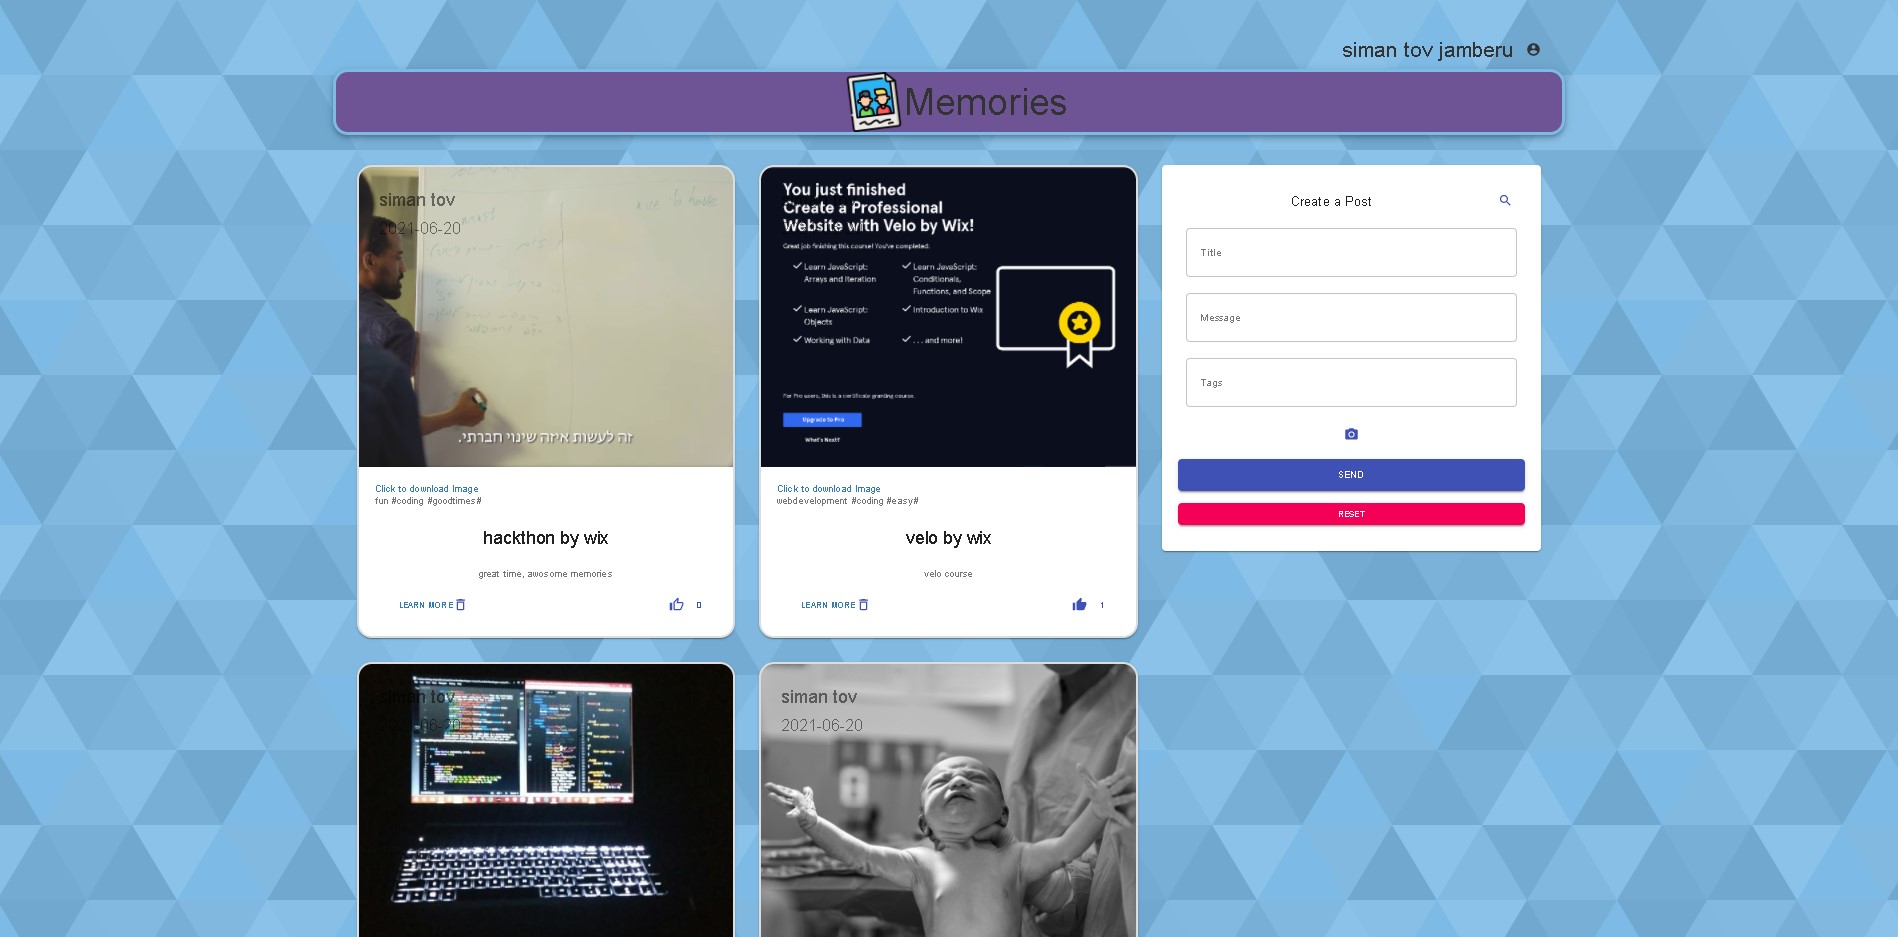 siman tov jamberu
Memories
siman tov
2021-06-20
זה לעשות איזה שינוי חברתי.
Click to download Image
fun #coding #goodtimes#
hackthon by wix
great time, awosome memories
LEARN MORE
0
You just finished
Create a Professional
Website with Velo by Wix!
Great job finishing this course! You've completed:
Learn JavaScript:
Arrays and Iteration
Learn JavaScript:
Conditionals,
Functions, and Scope
Learn JavaScript:
Objects
Introduction to Wix
Working with Data
. . . and more!
For Pro users, this is a certificate granting course.
Upgrade to Pro
What's Next?
Click to download Image
webdevelopment #coding #easy#
velo by wix
velo course
LEARN MORE
1
Create a Post
Title
Message
Tags
SEND
RESET
siman tov
2021-06-20
siman tov
2021-06-20